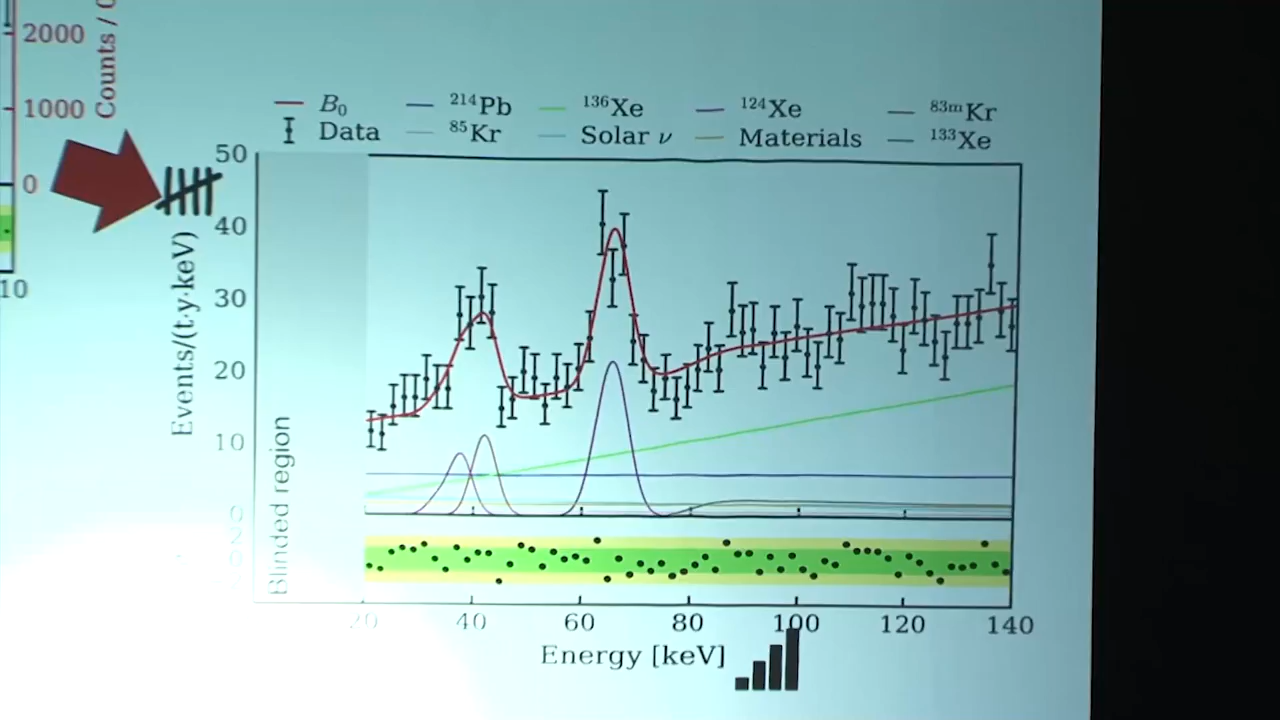 2000
1000
0
10
Counts /
B₀ ²¹⁴Pb ¹³⁶Xe ¹²⁴Xe ⁸³ᵐKr
Data ⁸⁵Kr Solar ν Materials ¹³³Xe
50
40
30
20
10
0
Events/(t·y·keV)
Blinded region
20 40 60 80 100 120 140
Energy [keV]